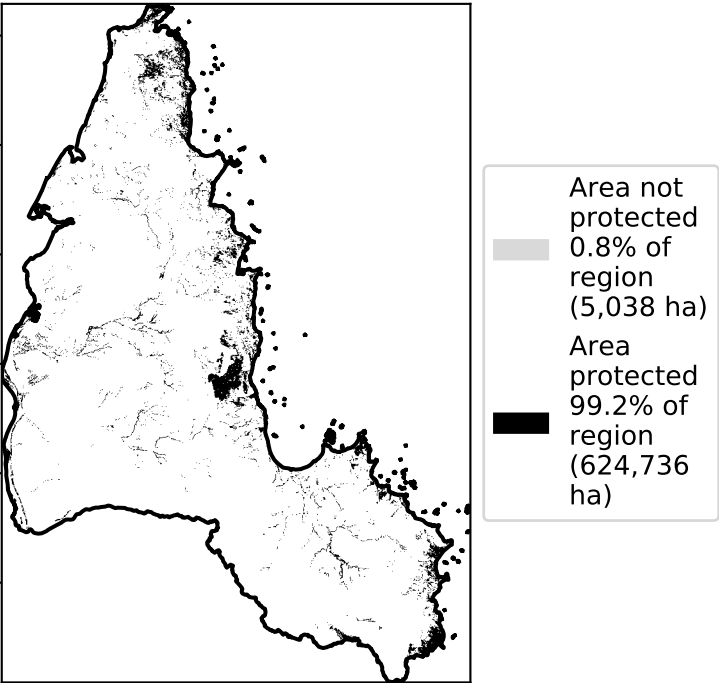 Area not
protected
0.8% of
region
(5,038 ha)
Area
protected
99.2% of
region
(624,736
ha)